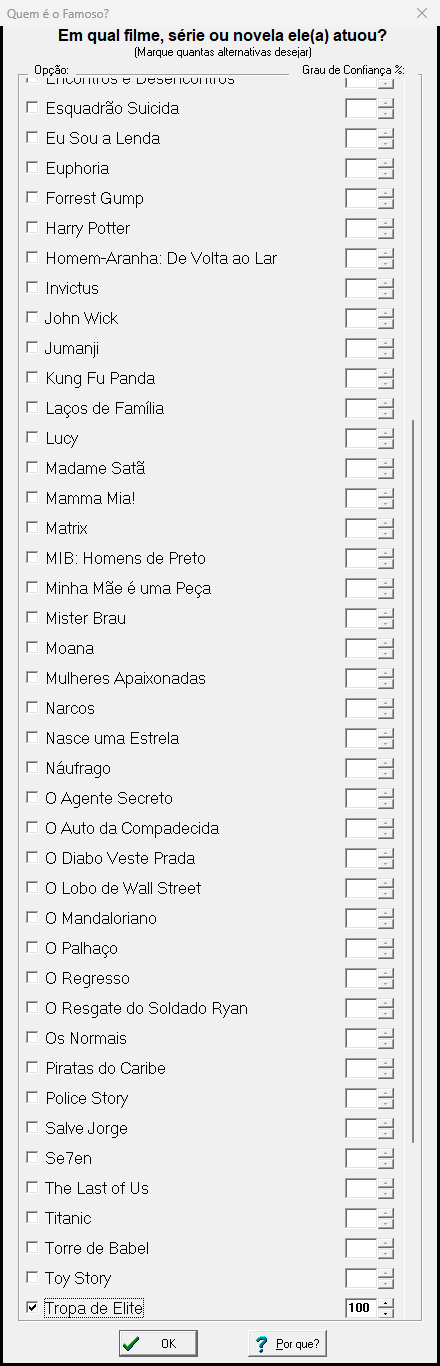 Quem é o Famoso?
Em qual filme, série ou novela ele(a) atuou?
(Marque quantas alternativas desejar)
Opção: Grau de Confiança %:
Encontros e Desencontros
Esquadrão Suicida
Eu Sou a Lenda
Euphoria
Forrest Gump
Harry Potter
Homem-Aranha: De Volta ao Lar
Invictus
John Wick
Jumanji
Kung Fu Panda
Laços de Família
Lucy
Madame Satã
Mamma Mia!
Matrix
MIB: Homens de Preto
Minha Mãe é uma Peça
Mister Brau
Moana
Mulheres Apaixonadas
Narcos
Nasce uma Estrela
Náufrago
O Agente Secreto
O Auto da Compadecida
O Diabo Veste Prada
O Lobo de Wall Street
O Mandaloriano
O Palhaço
O Regresso
O Resgate do Soldado Ryan
Os Normais
Piratas do Caribe
Police Story
Salve Jorge
Se7en
The Last of Us
Titanic
Torre de Babel
Toy Story
Tropa de Elite 100
OK ? Por que?